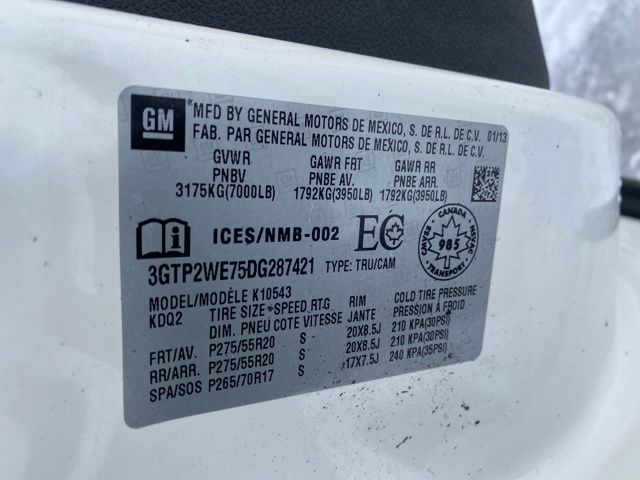 GM
*MFD BY GENERAL MOTORS DE MEXICO, S. DE R.L. DE C.V. 01/13
FAB. PAR GENERAL MOTORS DE MEXICO, S. DE R.L. DE C.V.
GVWR GAWR FRT GAWR RR
PNBV PNBE AV. PNBE ARR.
3175KG(7000LB) 1792KG(3950LB) 1792KG(3950LB)
i ICES/NMB-002 EC CANADA CMVSS NSVAC 985 TRANSPORT
3GTP2WE75DG287421 TYPE: TRU/CAM
MODEL/MODÈLE K10543
KDQ2 TIRE SIZE*SPEED RTG RIM COLD TIRE PRESSURE
DIM. PNEU COTE VITESSE JANTE PRESSION À FROID
FRT/AV. P275/55R20 S 20X8.5J 210 KPA(30PSI)
RR/ARR. P275/55R20 S 20X8.5J 210 KPA(30PSI)
SPA/SOS P265/70R17 S 17X7.5J 240 KPA(35PSI)